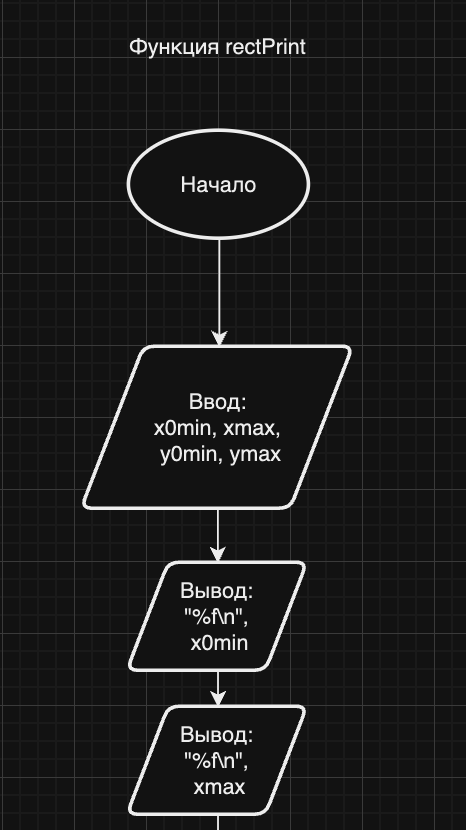 Функция rectPrint
Начало
Ввод:
x0min, xmax,
y0min, ymax
Вывод:
"%f\n",
x0min
Вывод:
"%f\n",
xmax